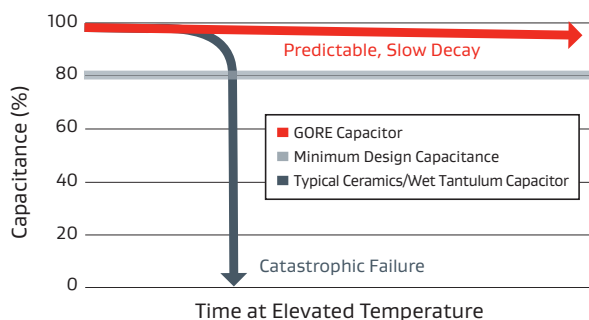 100
Predictable, Slow Decay
80
60
GORE Capacitor
Minimum Design Capacitance
40
Typical Ceramics/Wet Tantalum Capacitor
20
Catastrophic Failure
0
Capacitance (%)
Time at Elevated Temperature